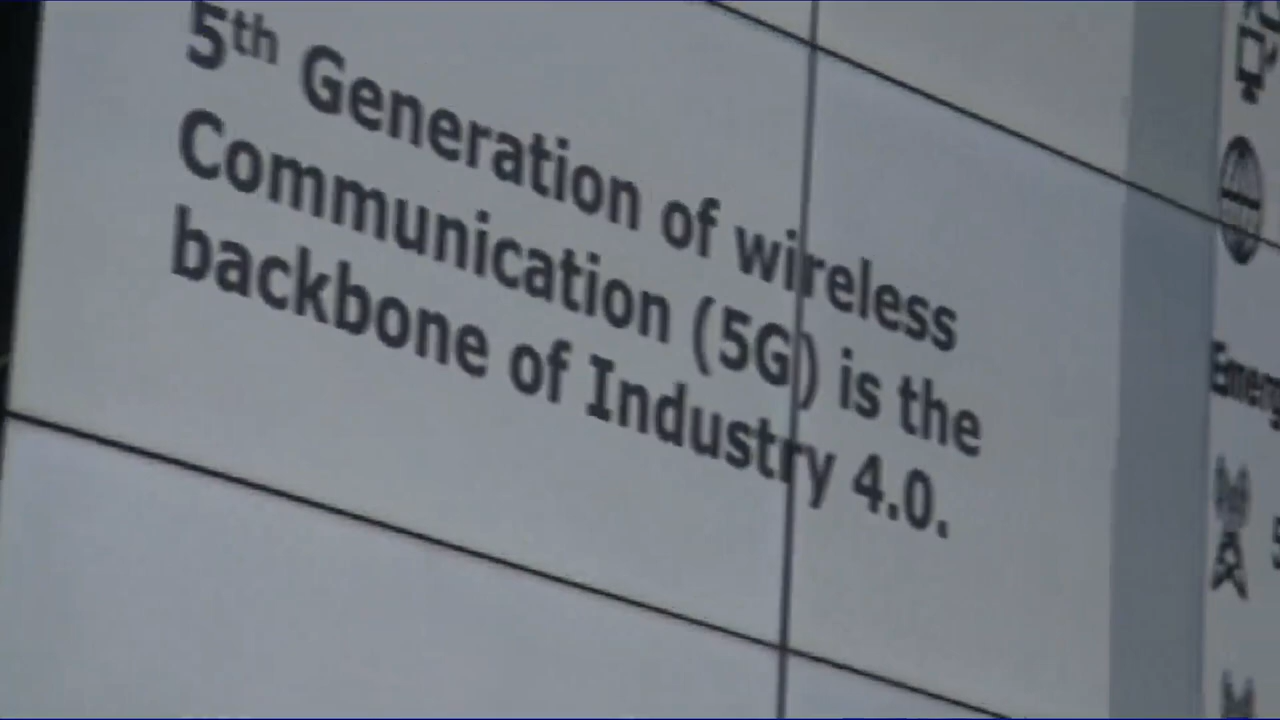 5th Generation of wireless
Communication (5G) is the
backbone of Industry 4.0.